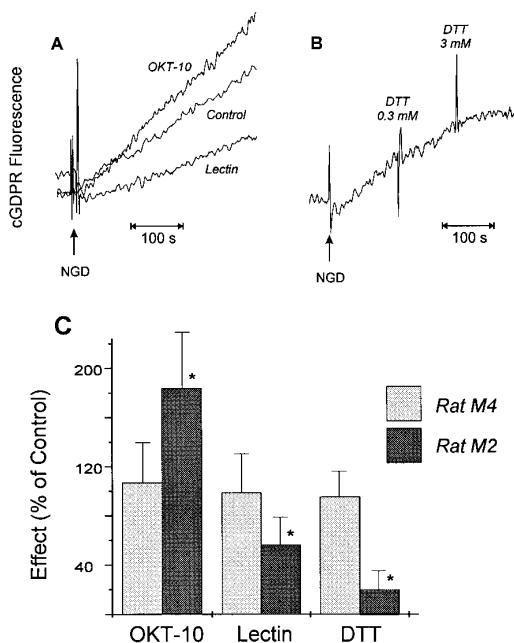 A
OKT-10
Control
Lectin
cGDPR Fluorescence
100 s
NGD
B
DTT
3 mM
DTT
0.3 mM
100 s
NGD
C
200
120
40
Effect (% of Control)
*
*
*
Rat M4
Rat M2
OKT-10
Lectin
DTT